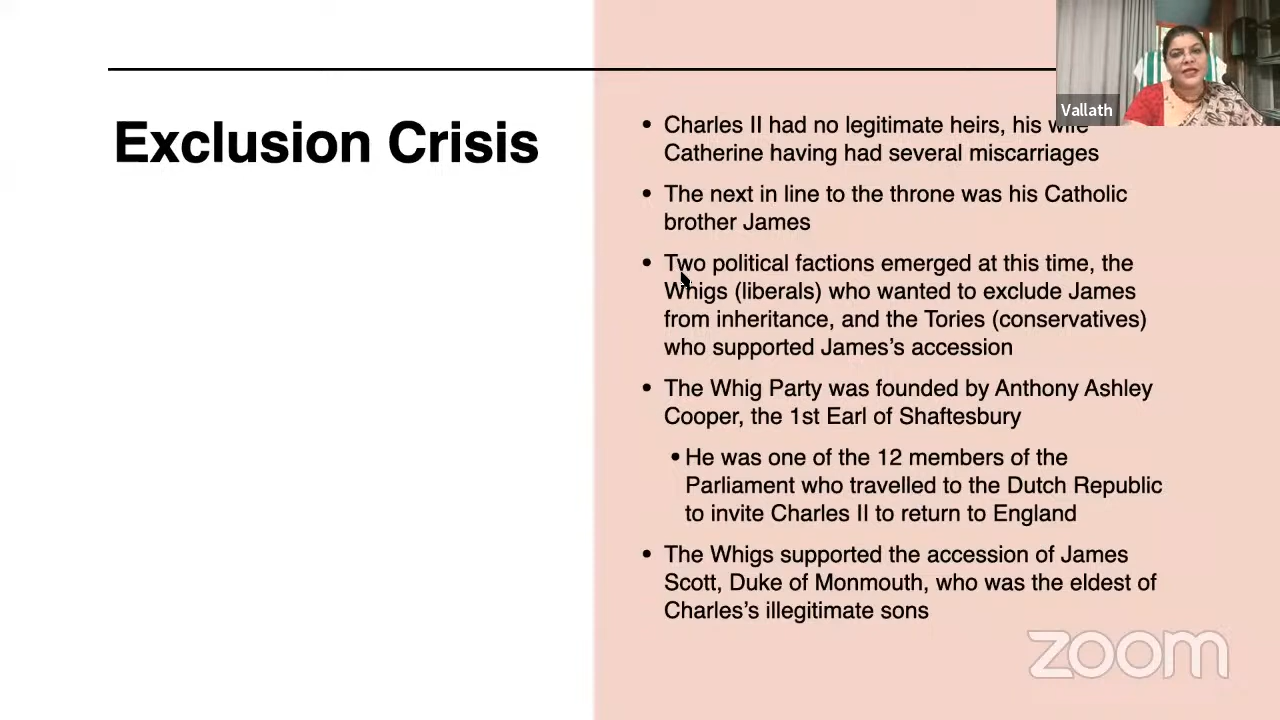 Exclusion Crisis
• Charles II had no legitimate heirs, his wife
Catherine having had several miscarriages
• The next in line to the throne was his Catholic
brother James
• Two political factions emerged at this time, the
Whigs (liberals) who wanted to exclude James
from inheritance, and the Tories (conservatives)
who supported James’s accession
• The Whig Party was founded by Anthony Ashley
Cooper, the 1st Earl of Shaftesbury
• He was one of the 12 members of the
Parliament who travelled to the Dutch Republic
to invite Charles II to return to England
• The Whigs supported the accession of James
Scott, Duke of Monmouth, who was the eldest of
Charles’s illegitimate sons
Vallath
zoom